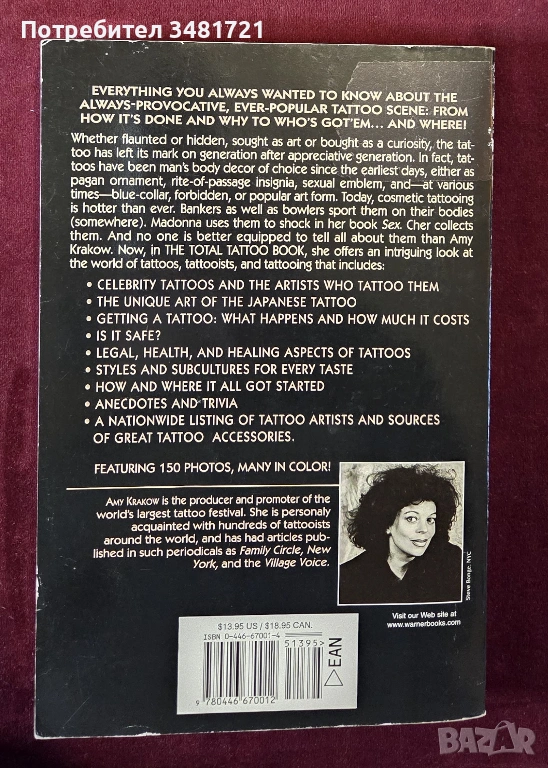 Потребител 3481721
EVERYTHING YOU ALWAYS WANTED TO KNOW ABOUT THE
ALWAYS-PROVOCATIVE, EVER-POPULAR TATTOO SCENE: FROM
HOW IT'S DONE AND WHY TO WHO'S GOT'EM... AND WHERE!
Whether flaunted or hidden, sought as art or bought as a curiosity, the tat-
too has left its mark on generation after appreciative generation. In fact, tat-
toos have been man's body decor of choice since the earliest days, either as
pagan ornament, rite-of-passage insignia, sexual emblem, and—at various
times—blue-collar, forbidden, or popular art form. Today, cosmetic tattooing
is hotter than ever. Bankers as well as bowlers sport them on their bodies
(somewhere). Madonna uses them to shock in her book Sex. Cher collects
them. And no one is better equipped to tell all about them than Amy
Krakow. Now, in THE TOTAL TATTOO BOOK, she offers an intriguing look at
the world of tattoos, tattooists, and tattooing that includes:
• CELEBRITY TATTOOS AND THE ARTISTS WHO TATTOO THEM
• THE UNIQUE ART OF THE JAPANESE TATTOO
• GETTING A TATTOO: WHAT HAPPENS AND HOW MUCH IT COSTS
• IS IT SAFE?
• LEGAL, HEALTH, AND HEALING ASPECTS OF TATTOOS
• STYLES AND SUBCULTURES FOR EVERY TASTE
• HOW AND WHERE IT ALL GOT STARTED
• ANECDOTES AND TRIVIA
• A NATIONWIDE LISTING OF TATTOO ARTISTS AND SOURCES
OF GREAT TATTOO ACCESSORIES.
FEATURING 150 PHOTOS, MANY IN COLOR!
AMY KRAKOW is the producer and promoter of the
world's largest tattoo festival. She is personaly
acquainted with hundreds of tattooists
around the world, and has had articles pub-
lished in such periodicals as Family Circle, New
York, and the Village Voice.
Steve Bonge: NYC
Visit our Web site at
www.warnerbooks.com
$13.95 US / $18.95 CAN.
ISBN 0-446-67001-4
51395>
9 780446 670012
EAN
BAZAR
www.Bazar.bg